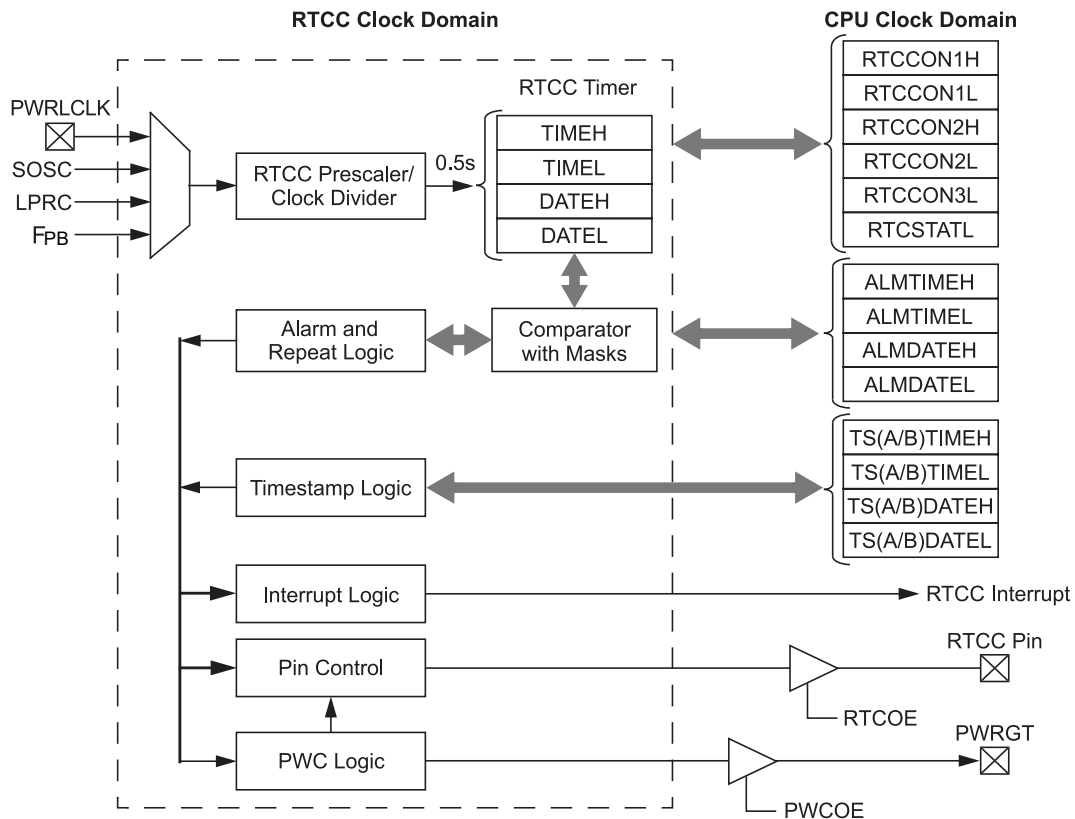 RTCC Clock Domain
CPU Clock Domain
PWRLCLK
SOSC
LPRC
FPB
RTCC Prescaler/
Clock Divider
0.5s
RTCC Timer
TIMEH
TIMEL
DATEH
DATEL
RTCCON1H
RTCCON1L
RTCCON2H
RTCCON2L
RTCCON3L
RTCSTATL
Alarm and
Repeat Logic
Comparator
with Masks
ALMTIMEH
ALMTIMEL
ALMDATEH
ALMDATEL
Timestamp Logic
TS(A/B)TIMEH
TS(A/B)TIMEL
TS(A/B)DATEH
TS(A/B)DATEL
Interrupt Logic
RTCC Interrupt
Pin Control
RTCC Pin
RTCOE
PWC Logic
PWRGT
PWCOE